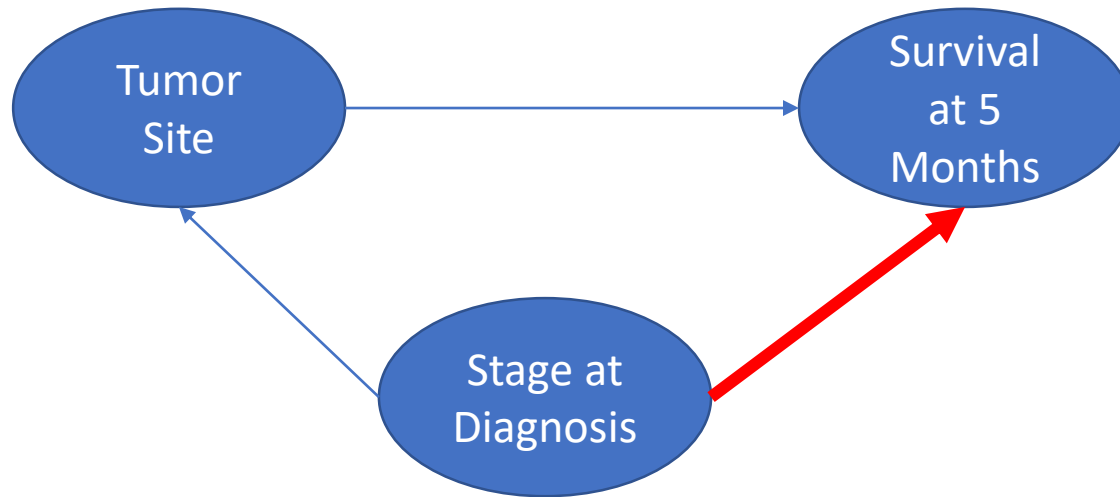 Tumor
Site
Survival
at 5
Months
Stage at
Diagnosis